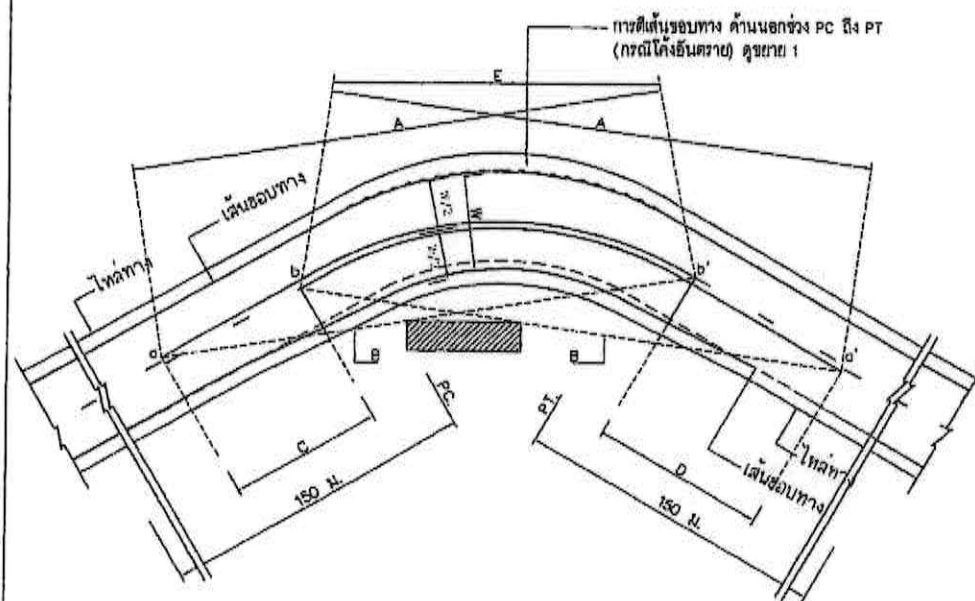 การตีเส้นขอบทาง ด้านนอกช่วง PC ถึง PT
(กรณีโค้งอันตราย) ดูขยาย 1
E
A
A
เส้นขอบทาง
ไหล่ทาง
W/2
W
W/2
b
b'
a
a'
B
B
PC.
PT.
C
D
150 ม.
150 ม.
ไหล่ทาง
เส้นขอบทาง